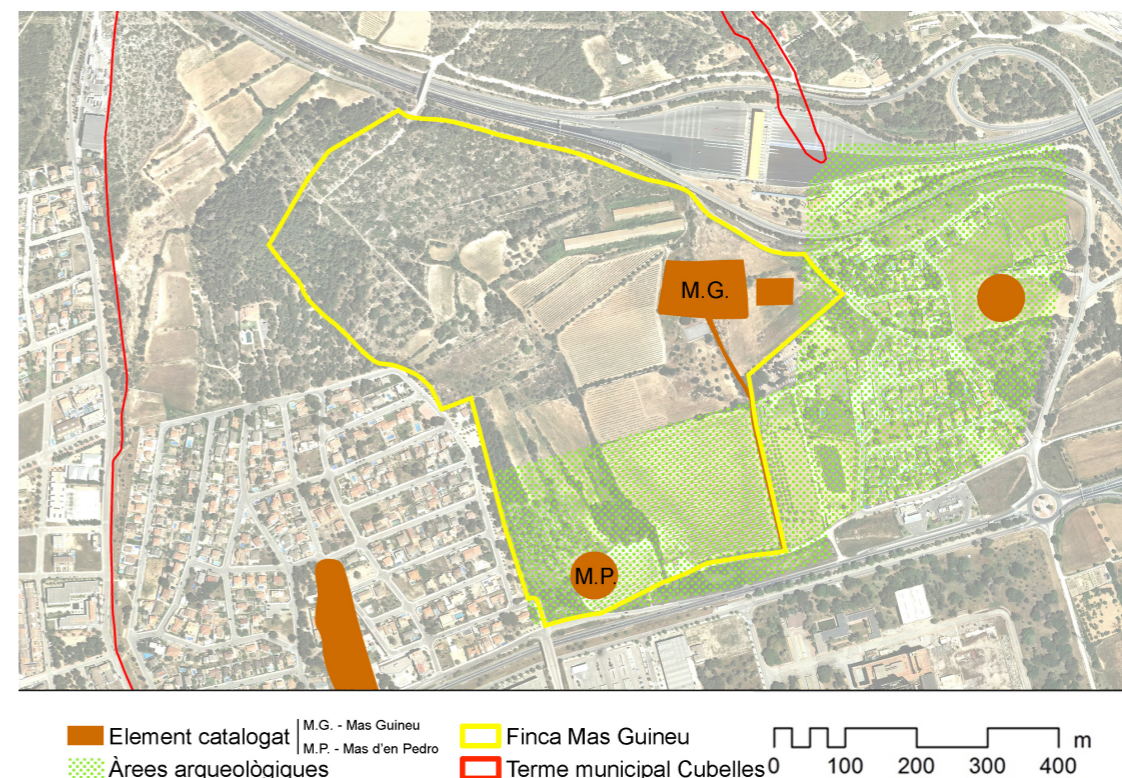 M.G.
M.P.
Element catalogat
M.G. - Mas Guineu
M.P. - Mas d'en Pedro
Finca Mas Guineu
Àrees arqueològiques
Terme municipal Cubelles
m
0 100 200 300 400